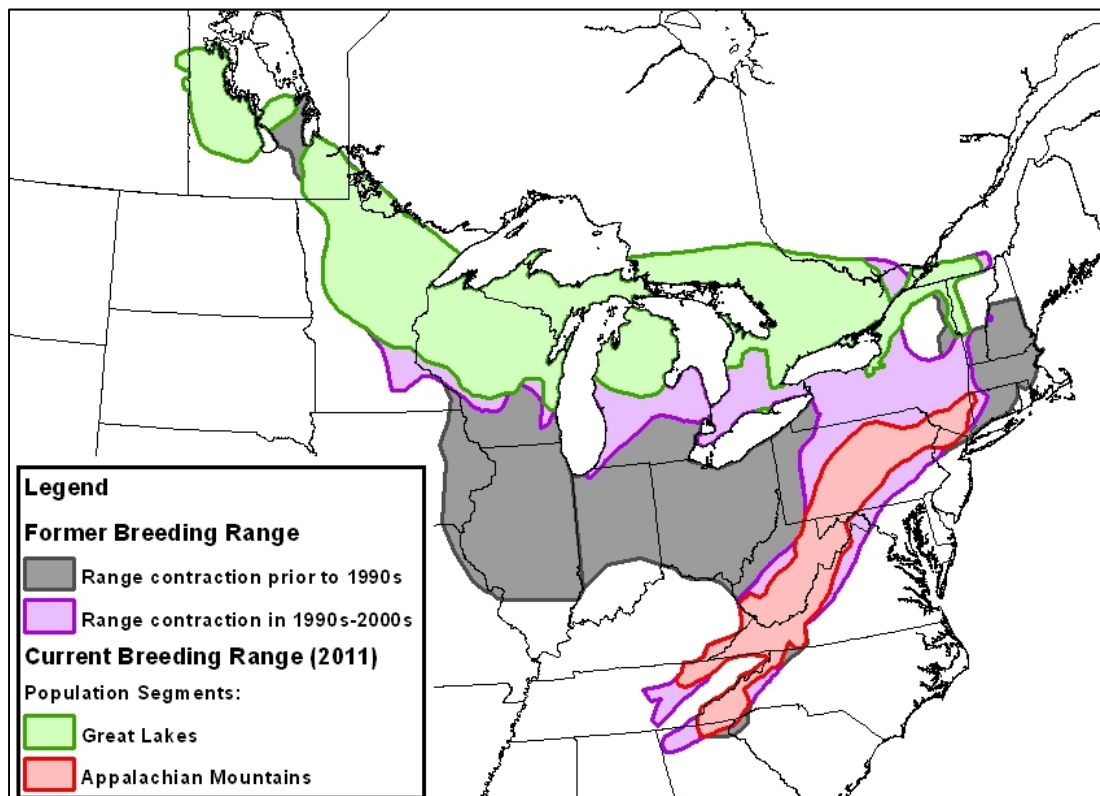 Legend
Former Breeding Range
Range contraction prior to 1990s
Range contraction in 1990s-2000s
Current Breeding Range (2011)
Population Segments:
Great Lakes
Appalachian Mountains